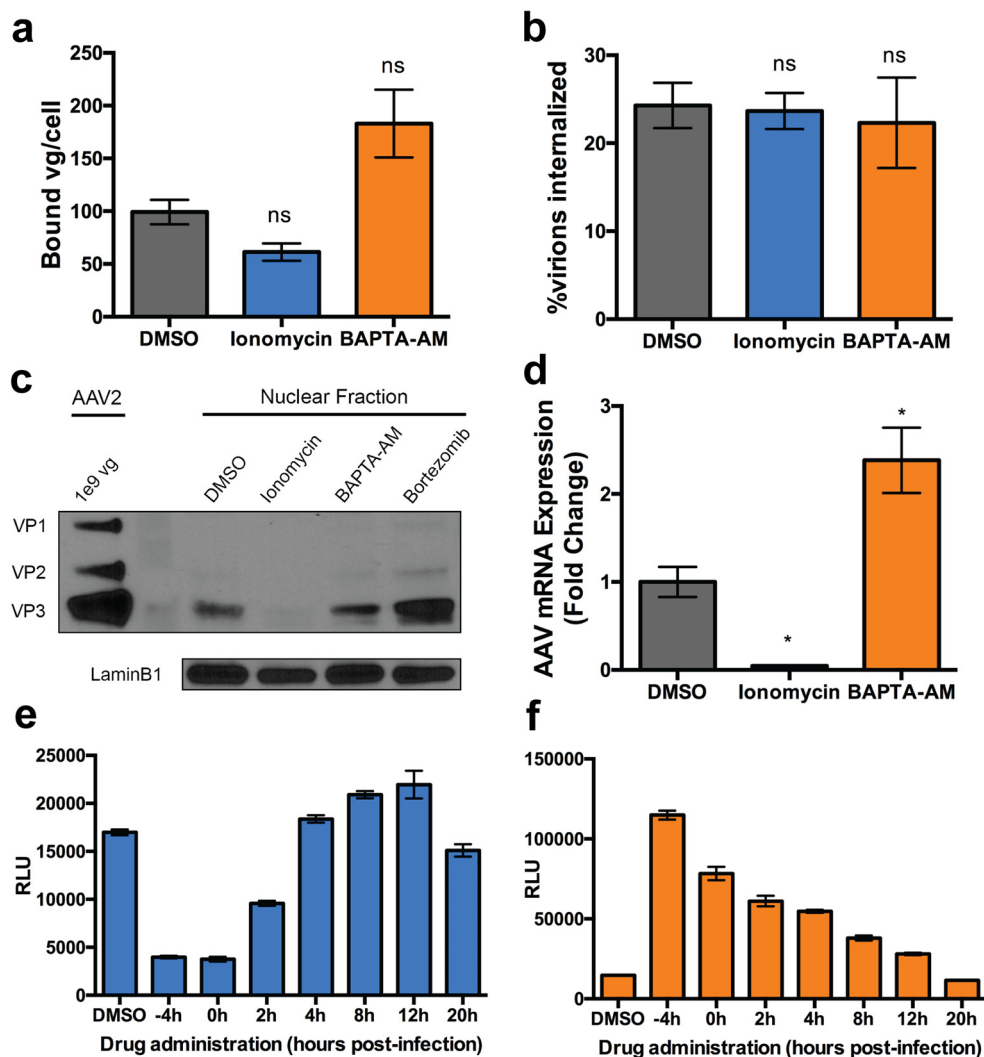 a
Bound vg/cell
250
200
150
100
50
0
ns
ns
DMSO Ionomycin BAPTA-AM
b
%virions internalized
30
20
10
0
ns
ns
DMSO Ionomycin BAPTA-AM
c
AAV2
Nuclear Fraction
1e9 vg
DMSO
Ionomycin
BAPTA-AM
Bortezomib
VP1
VP2
VP3
LaminB1
d
AAV mRNA Expression
(Fold Change)
3
2
1
0
*
*
DMSO Ionomycin BAPTA-AM
e
RLU
25000
20000
15000
10000
5000
0
DMSO -4h 0h 2h 4h 8h 12h 20h
Drug administration (hours post-infection)
f
RLU
150000
100000
50000
0
DMSO -4h 0h 2h 4h 8h 12h 20h
Drug administration (hours post-infection)